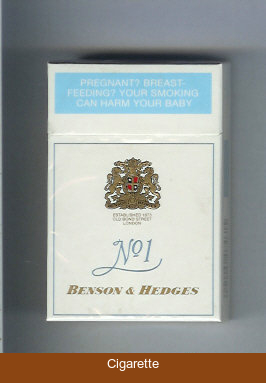 PREGNANT? BREAST-
FEEDING? YOUR SMOKING
CAN HARM YOUR BABY
ESTABLISHED 1873
OLD BOND STREET
LONDON
No1
BENSON & HEDGES
Cigarette